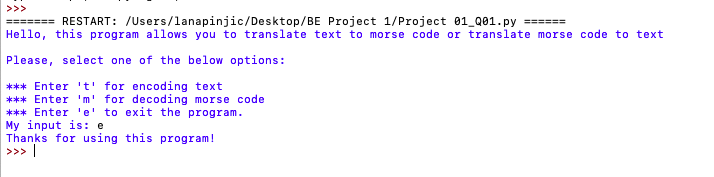 >>>
======= RESTART: /Users/lanapinjic/Desktop/BE Project 1/Project 01_Q01.py ======
Hello, this program allows you to translate text to morse code or translate morse code to text
Please, select one of the below options:
*** Enter 't' for encoding text
*** Enter 'm' for decoding morse code
*** Enter 'e' to exit the program.
My input is: e
Thanks for using this program!
>>>